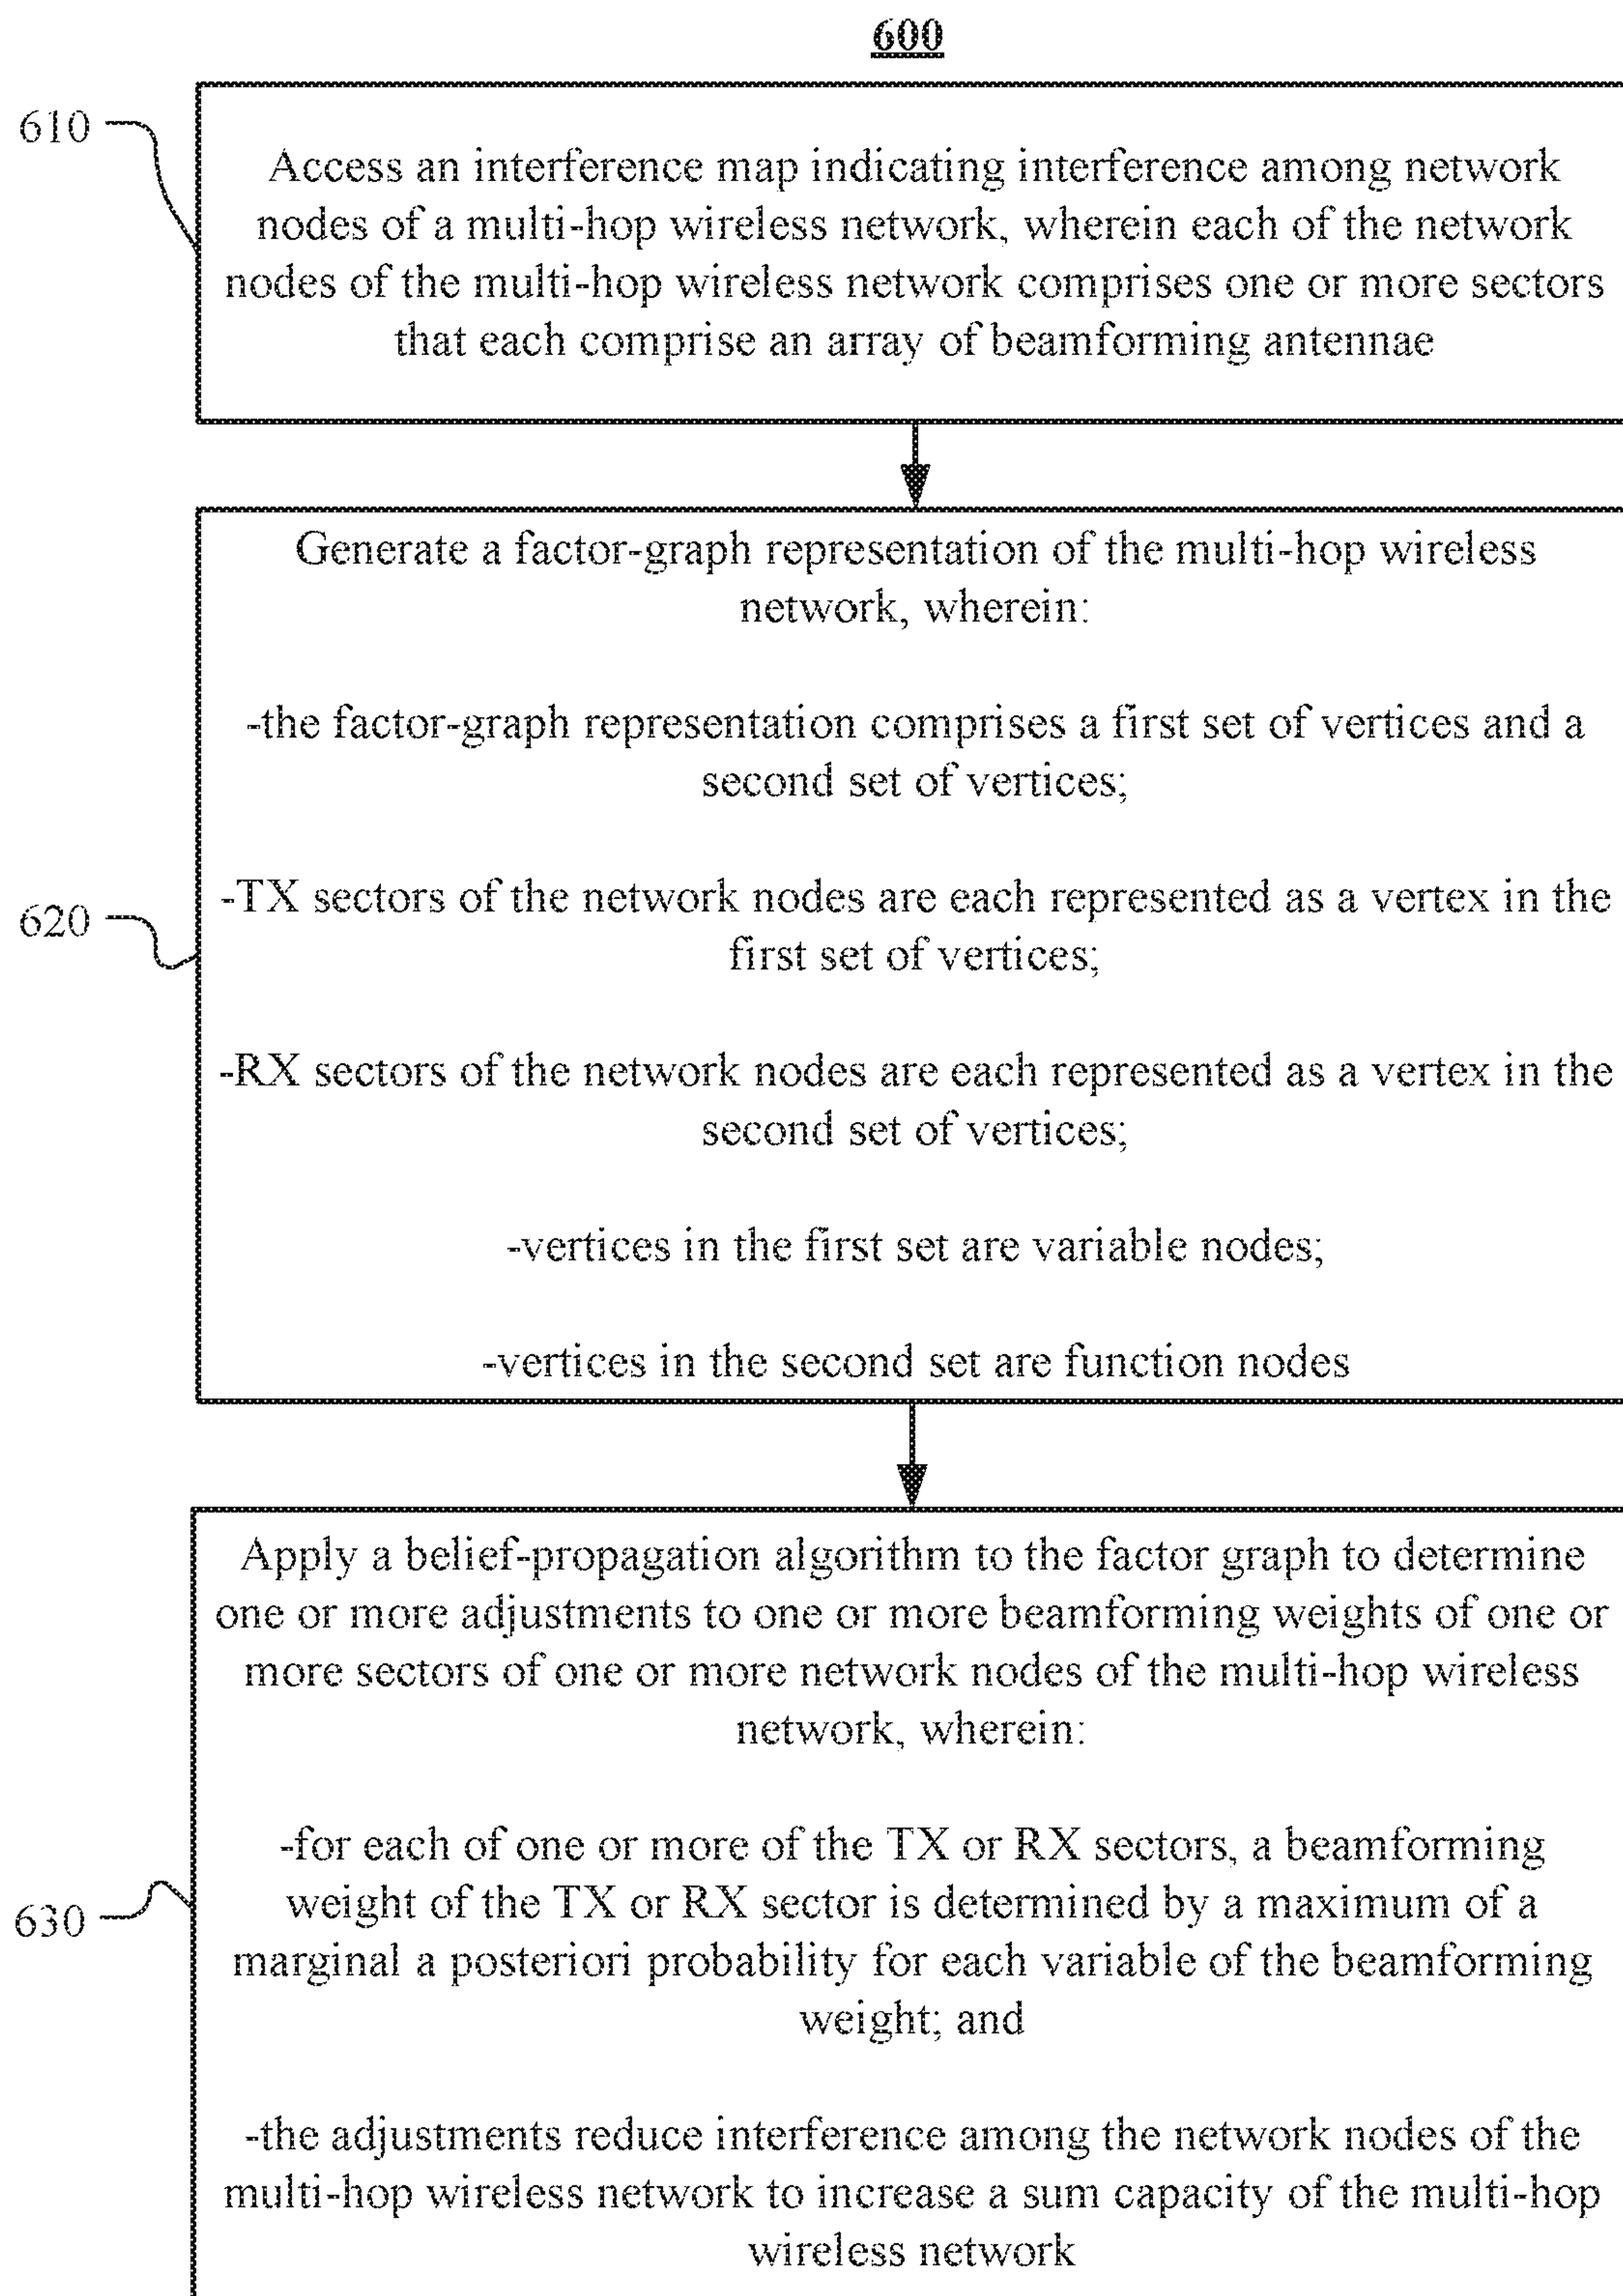 600
610
Access an interference map indicating interference among network
nodes of a multi-hop wireless network, wherein each of the network
nodes of the multi-hop wireless network comprises one or more sectors
that each comprise an array of beamforming antennae
620
Generate a factor-graph representation of the multi-hop wireless
network, wherein:
-the factor-graph representation comprises a first set of vertices and a
second set of vertices;
-TX sectors of the network nodes are each represented as a vertex in the
first set of vertices;
-RX sectors of the network nodes are each represented as a vertex in the
second set of vertices;
-vertices in the first set are variable nodes;
-vertices in the second set are function nodes
630
Apply a belief-propagation algorithm to the factor graph to determine
one or more adjustments to one or more beamforming weights of one or
more sectors of one or more network nodes of the multi-hop wireless
network, wherein:
-for each of one or more of the TX or RX sectors, a beamforming
weight of the TX or RX sector is determined by a maximum of a
marginal a posteriori probability for each variable of the beamforming
weight; and
-the adjustments reduce interference among the network nodes of the
multi-hop wireless network to increase a sum capacity of the multi-hop
wireless network